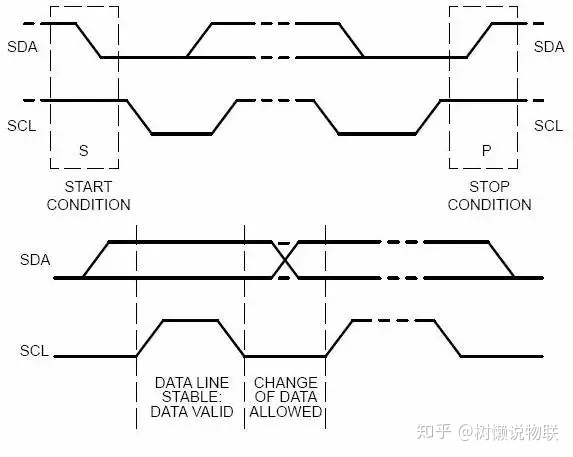 SDA
SDA
SCL
SCL
S
P
START
CONDITION
STOP
CONDITION
SDA
SCL
DATA LINE
STABLE:
DATA VALID
CHANGE
OF DATA
ALLOWED
知乎 @树懒说物联